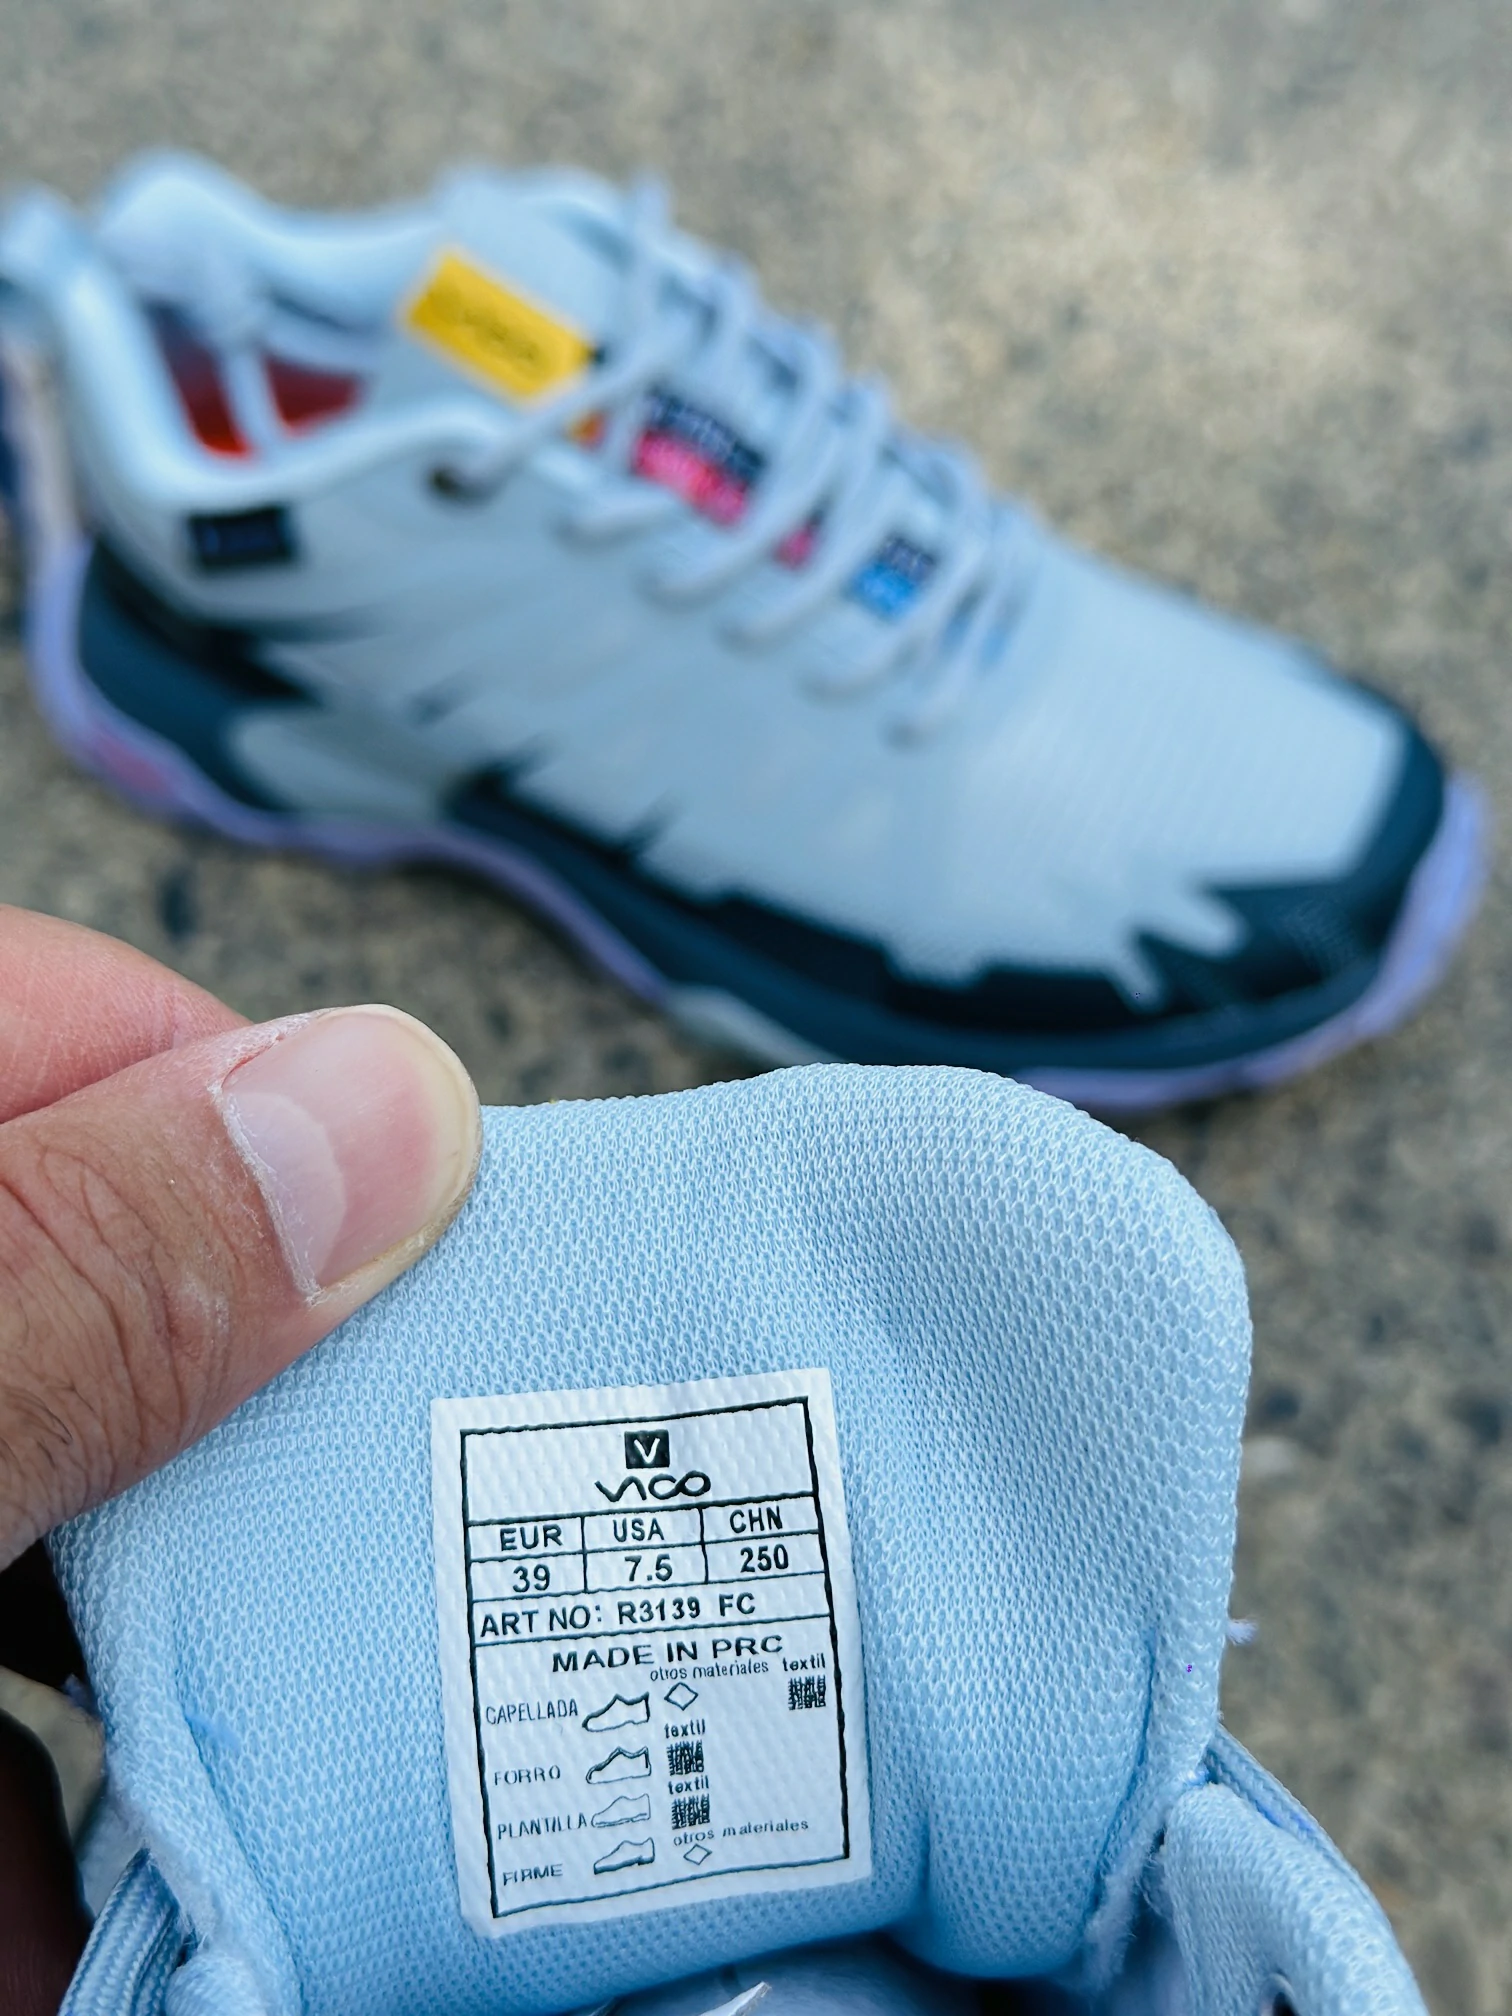 V
VICO
EUR USA CHN
39 7.5 250
ART NO: R3139 FC
MADE IN PRC
otros materiales textil
CAPELLADA
textil
FORRO
textil
PLANTILLA
otros materiales
FIRME